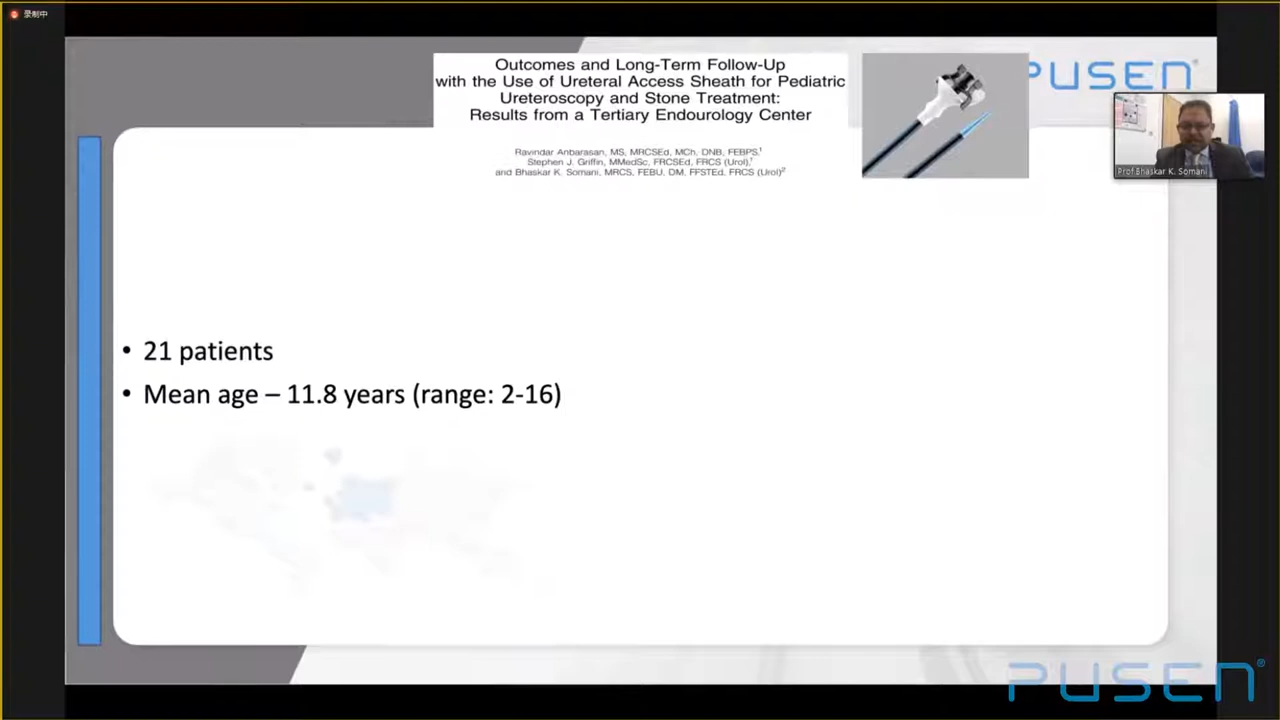 录制中
Outcomes and Long-Term Follow-Up
with the Use of Ureteral Access Sheath for Pediatric
Ureteroscopy and Stone Treatment:
Results from a Tertiary Endourology Center
Ravindar Anbarasan, MS, MRCSEd, MCh, DNB, FEBPS,¹
Stephen J. Griffin, MMedSc, FRCSEd, FRCS (Urol),¹
and Bhaskar K. Somani, MRCS, FEBU, DM, FFSTEd, FRCS (Urol)²
PUSEN®
Prof Bhaskar K. Somani
• 21 patients
• Mean age – 11.8 years (range: 2-16)
PUSEN®